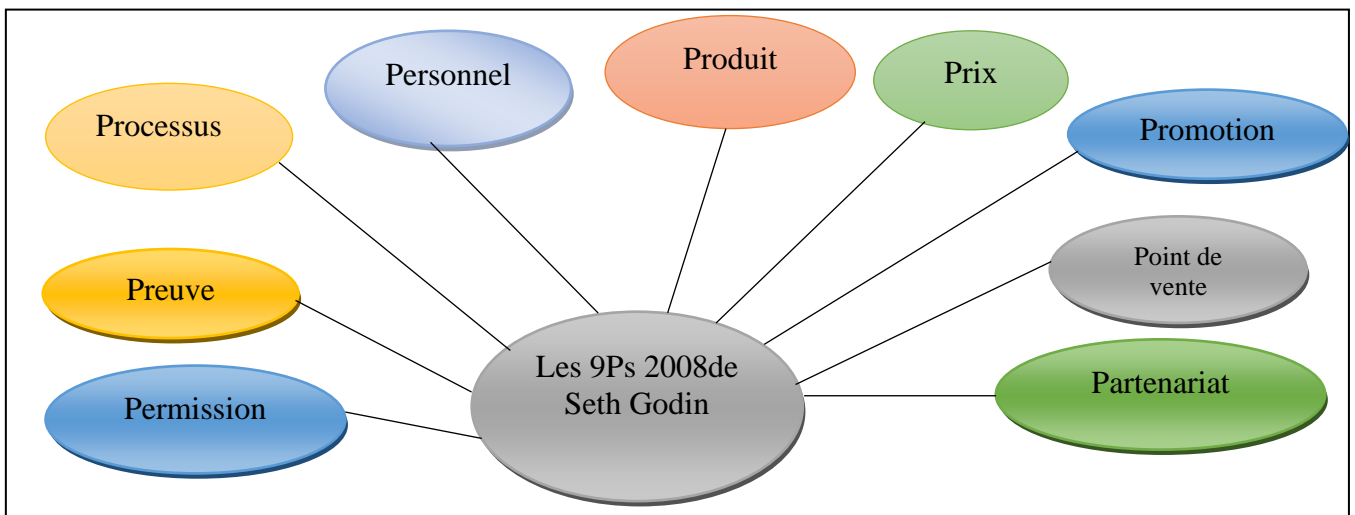 Personnel
Produit
Prix
Processus
Promotion
Preuve
Point de
vente
Permission
Les 9Ps 2008de
Seth Godin
Partenariat